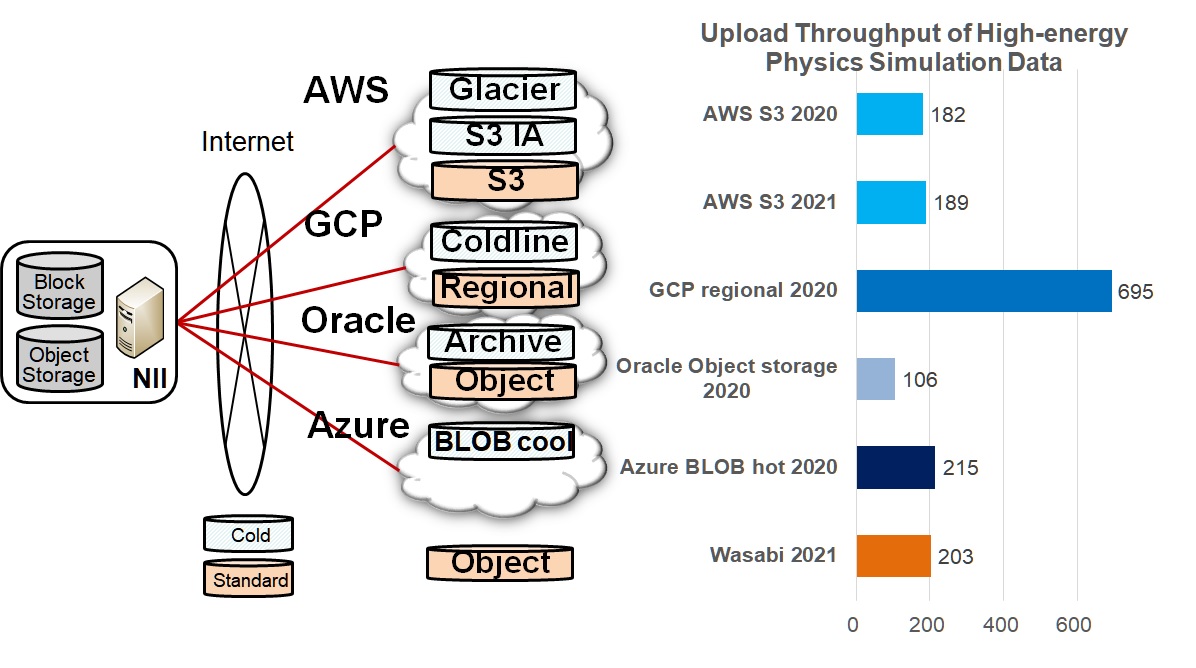 AWS
Glacier
S3 IA
S3
Internet
GCP
Coldline
Regional
Block
Storage
Object
Storage
NII
Oracle
Archive
Object
Azure
BLOB cool
Cold
Standard
Object
Upload Throughput of High-energy
Physics Simulation Data
AWS S3 2020
182
AWS S3 2021
189
GCP regional 2020
695
Oracle Object storage
2020
106
Azure BLOB hot 2020
215
Wasabi 2021
203
0 200 400 600